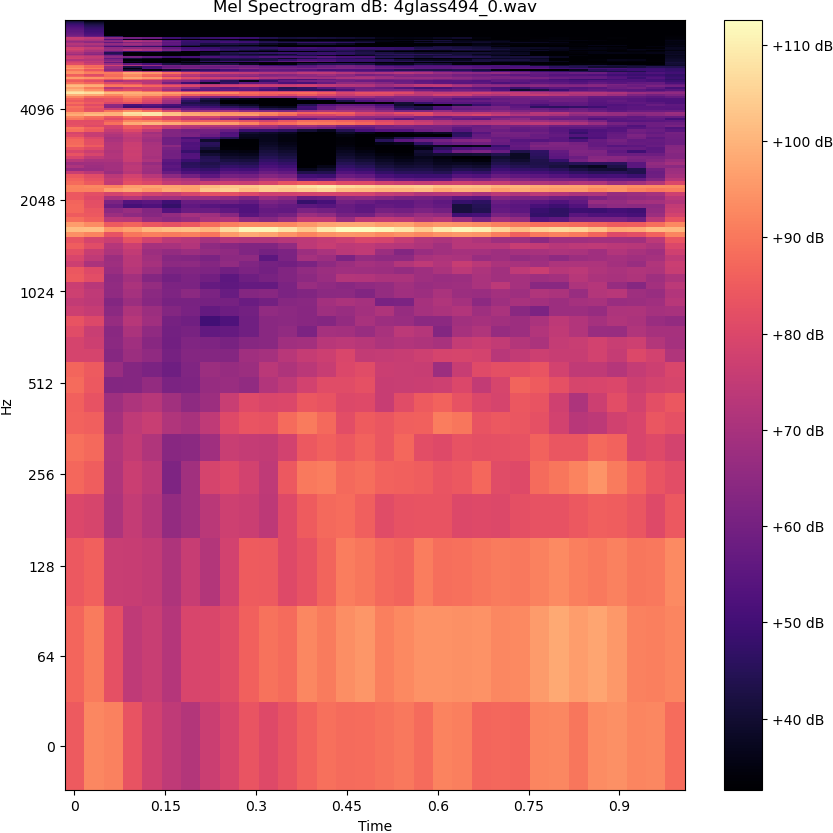 Mel Spectrogram dB: 4glass494_0.wav
+110 dB
4096
+100 dB
2048
+90 dB
1024
+80 dB
512
Hz
+70 dB
256
+60 dB
128
+50 dB
64
+40 dB
0
0 0.15 0.3 0.45 0.6 0.75 0.9
Time